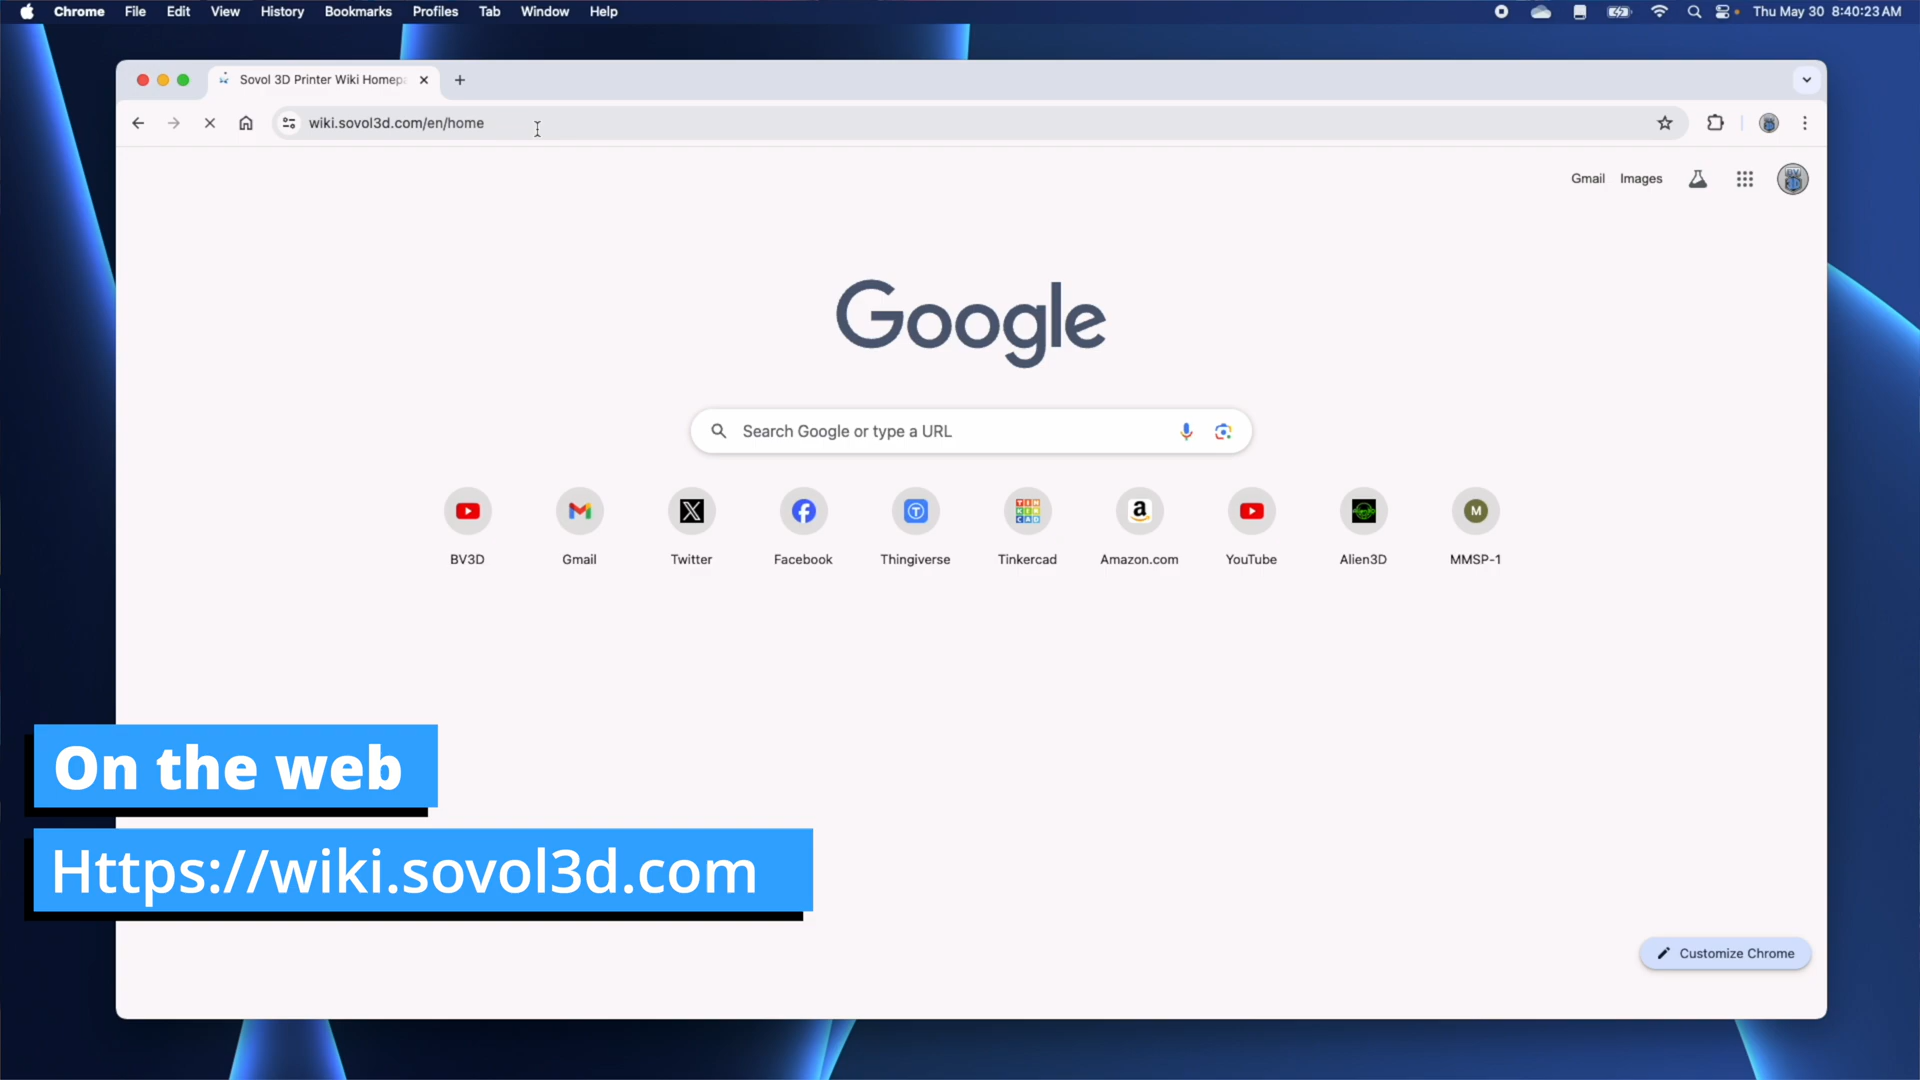 Chrome File Edit View History Bookmarks Profiles Tab Window Help Thu May 30 8:40:23 AM
Sovol 3D Printer Wiki Homep
wiki.sovol3d.com/en/home
Gmail Images
Google
Search Google or type a URL
BV3D Gmail Twitter Facebook Thingiverse Tinkercad Amazon.com YouTube Alien3D MMSP-1
On the web
Https://wiki.sovol3d.com
Customize Chrome